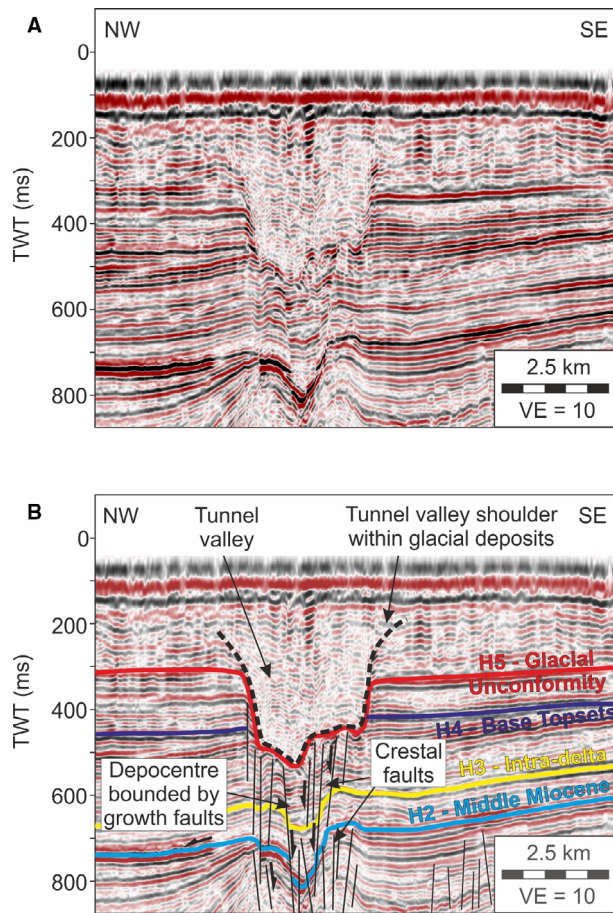 A
NW
SE
0
200
400
600
800
TWT (ms)
2.5 km
VE = 10
B
NW
SE
Tunnel
valley
Tunnel valley shoulder
within glacial deposits
0
200
400
600
800
TWT (ms)
H5 - Glacial
Unconformity
H4 - Base Topsets
H3 - Intra-delta
H2 - Middle Miocene
Depocentre
bounded by
growth faults
Crestal
faults
2.5 km
VE = 10